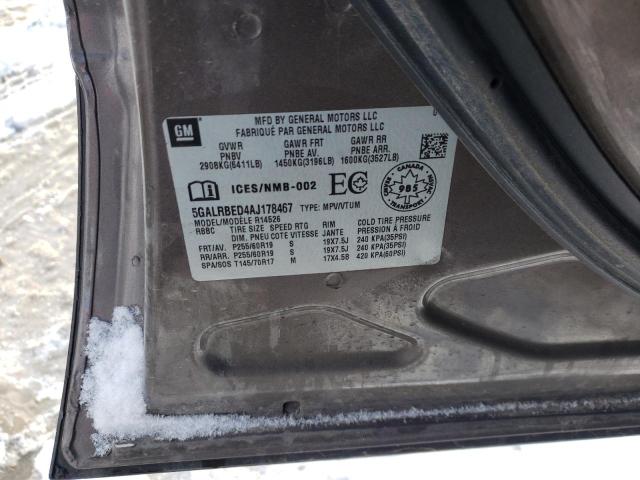 GM
MFD BY GENERAL MOTORS LLC
FABRIQUÉ PAR GENERAL MOTORS LLC
GVWR GAWR FRT GAWR RR
PNBV PNBE AV. PNBE ARR.
2908KG(6411LB) 1450KG(3196LB) 1600KG(3527LB)
ICES/NMB-002 EC
CANADA
985
5GALRBED4AJ178467 TYPE: MPV/VTUM
MODEL/MODÈLE R14526
RBBC TIRE SIZE SPEED RTG RIM COLD TIRE PRESSURE
DIM. PNEU COTE VITESSE JANTE PRESSION À FROID
FRT/AV. P255/60R19 S 19X7.5J 240 KPA(35PSI)
RR/ARR. P255/60R19 S 19X7.5J 240 KPA(35PSI)
SPA/SOS T145/70R17 M 17X4.5B 420 KPA(60PSI)